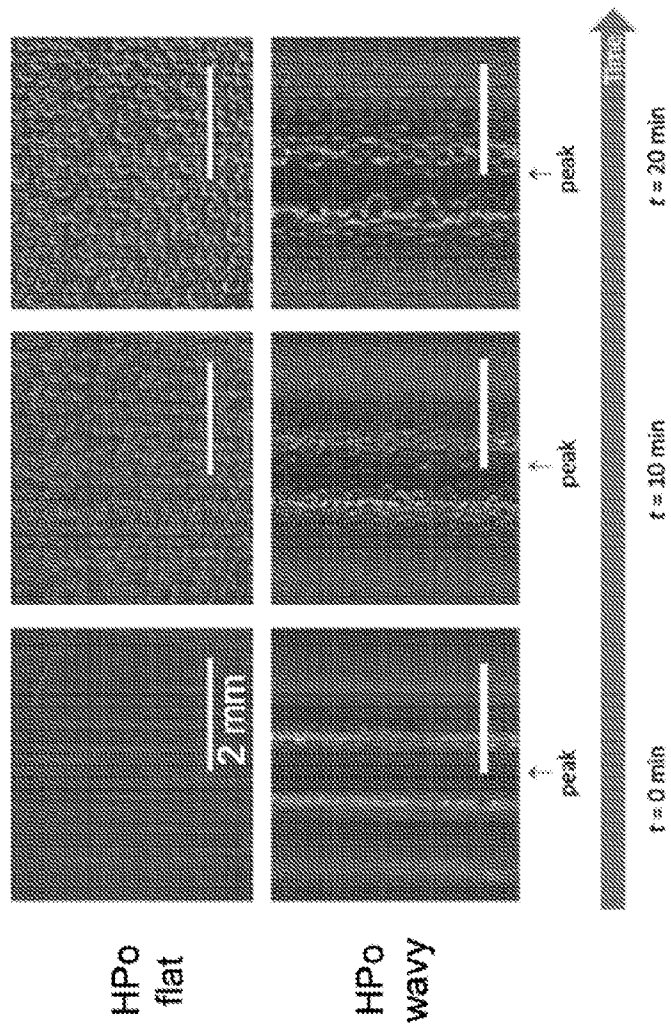 HPo
flat
2 mm
HPo
wavy
peak
peak
peak
Time
t = 0 min
t = 10 min
t = 20 min